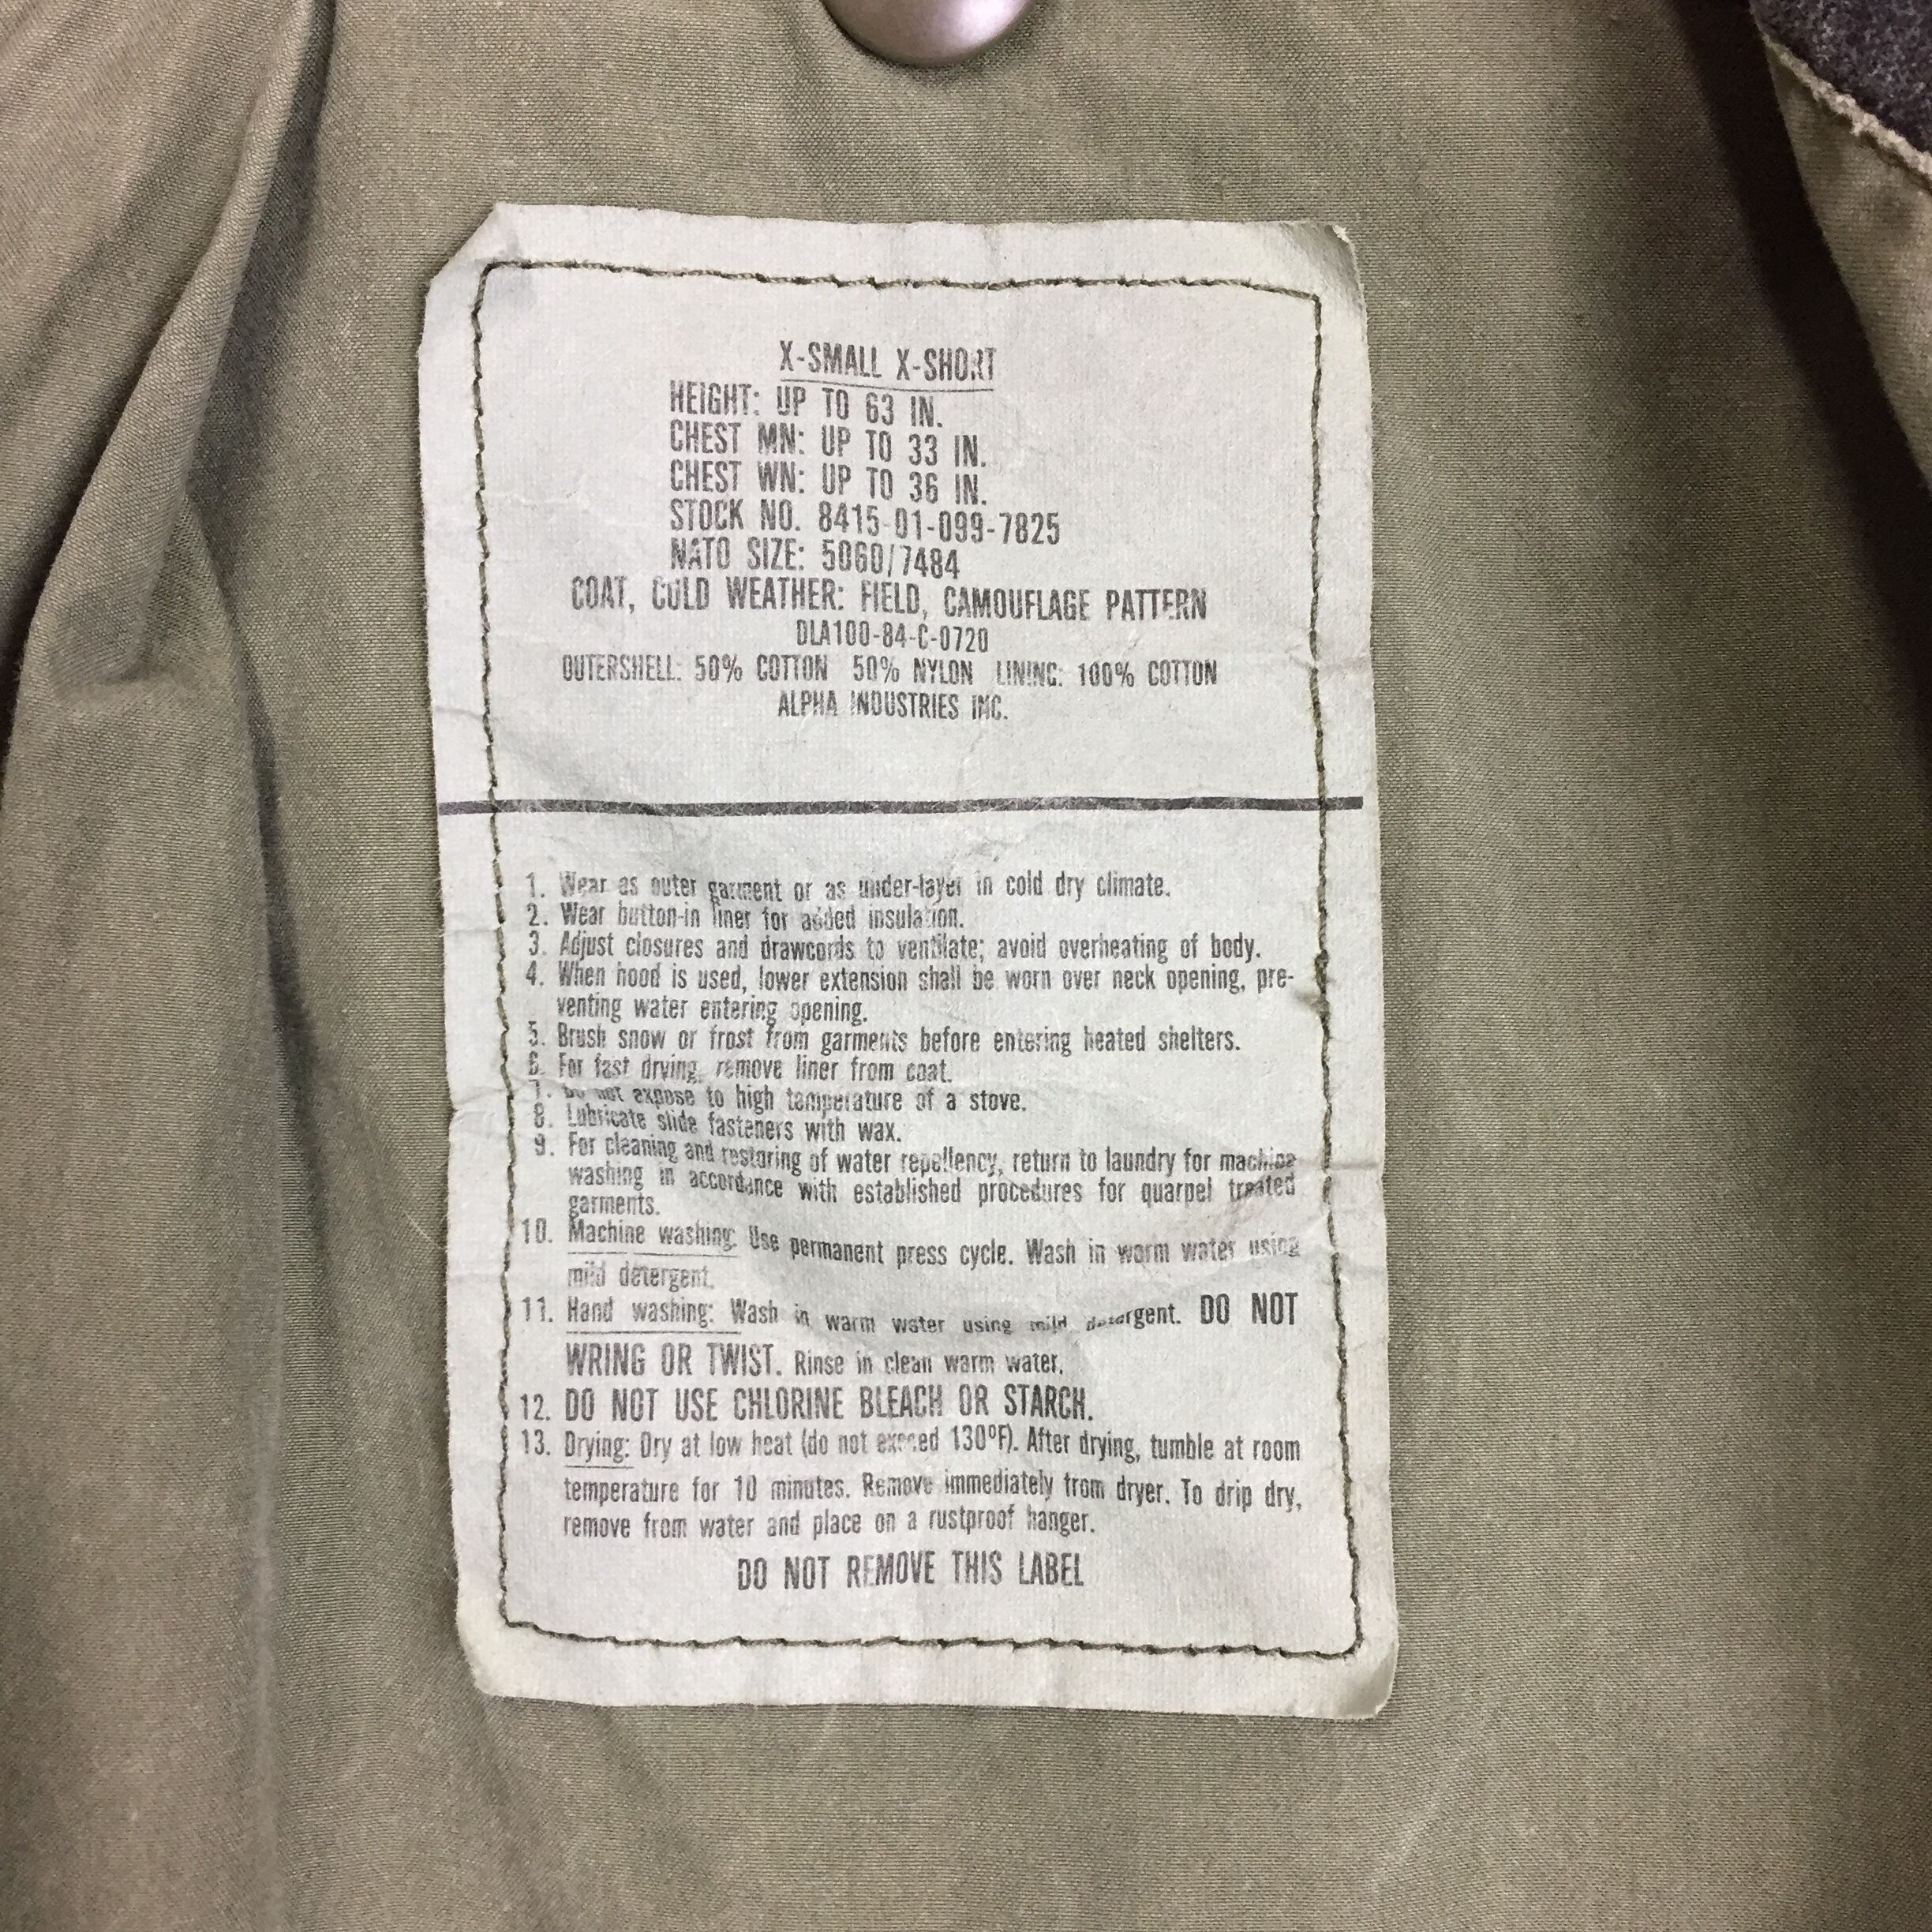 X-SMALL X-SHORT
HEIGHT: UP TO 63 IN.
CHEST MN: UP TO 33 IN.
CHEST WN: UP TO 36 IN.
STOCK NO. 8415-01-099-7825
NATO SIZE: 5060/7484
COAT, COLD WEATHER: FIELD, CAMOUFLAGE PATTERN
DLA100-84-C-0720
OUTERSHELL: 50% COTTON 50% NYLON LINING: 100% COTTON
ALPHA INDUSTRIES INC.
1. Wear as outer garment or as under-layer in cold dry climate.
2. Wear button-in liner for added insulation.
3. Adjust closures and drawcords to ventilate; avoid overheating of body.
4. When hood is used, lower extension shall be worn over neck opening, pre-
venting water entering opening.
5. Brush snow or frost from garments before entering heated shelters.
6. For fast drying, remove liner from coat.
7. Do not expose to high temperature of a stove.
8. Lubricate slide fasteners with wax.
9. For cleaning and restoring of water repellency, return to laundry for machine
washing in accordance with established procedures for quarpel treated
garments.
10. Machine washing: Use permanent press cycle. Wash in warm water using
mild detergent.
11. Hand washing: Wash in warm water using mild detergent. DO NOT
WRING OR TWIST. Rinse in clean warm water.
12. DO NOT USE CHLORINE BLEACH OR STARCH.
13. Drying: Dry at low heat (do not exceed 130°F). After drying, tumble at room
temperature for 10 minutes. Remove immediately from dryer. To drip dry,
remove from water and place on a rustproof hanger.
DO NOT REMOVE THIS LABEL